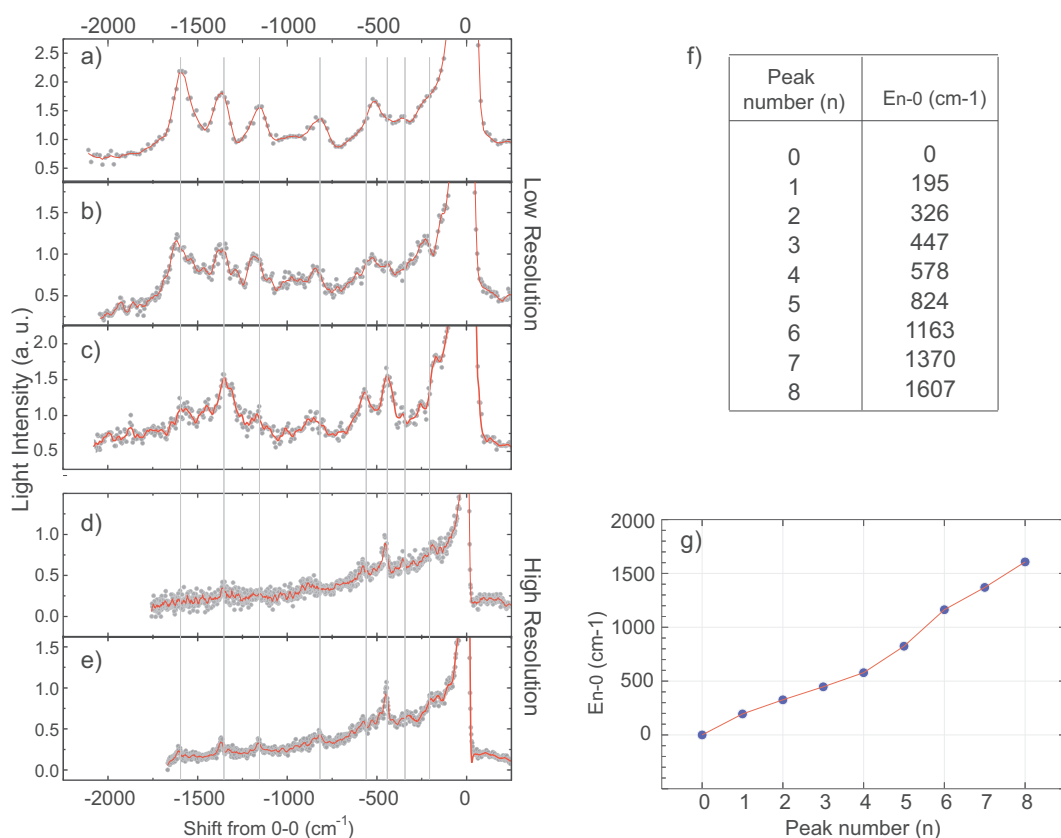 -2000 -1500 -1000 -500 0
a)
2.5
2.0
1.5
1.0
0.5
b)
1.5
1.0
0.5
c)
2.0
1.5
1.0
0.5
d)
1.0
0.5
0.0
e)
1.5
1.0
0.5
0.0
-2000 -1500 -1000 -500 0
Shift from 0-0 (cm-1)
Light Intensity (a. u.)
Low Resolution
High Resolution
f)
Peak number (n) En-0 (cm-1)
0 0
1 195
2 326
3 447
4 578
5 824
6 1163
7 1370
8 1607
g)
2000
1500
1000
500
0
En-0 (cm-1)
0 1 2 3 4 5 6 7 8
Peak number (n)